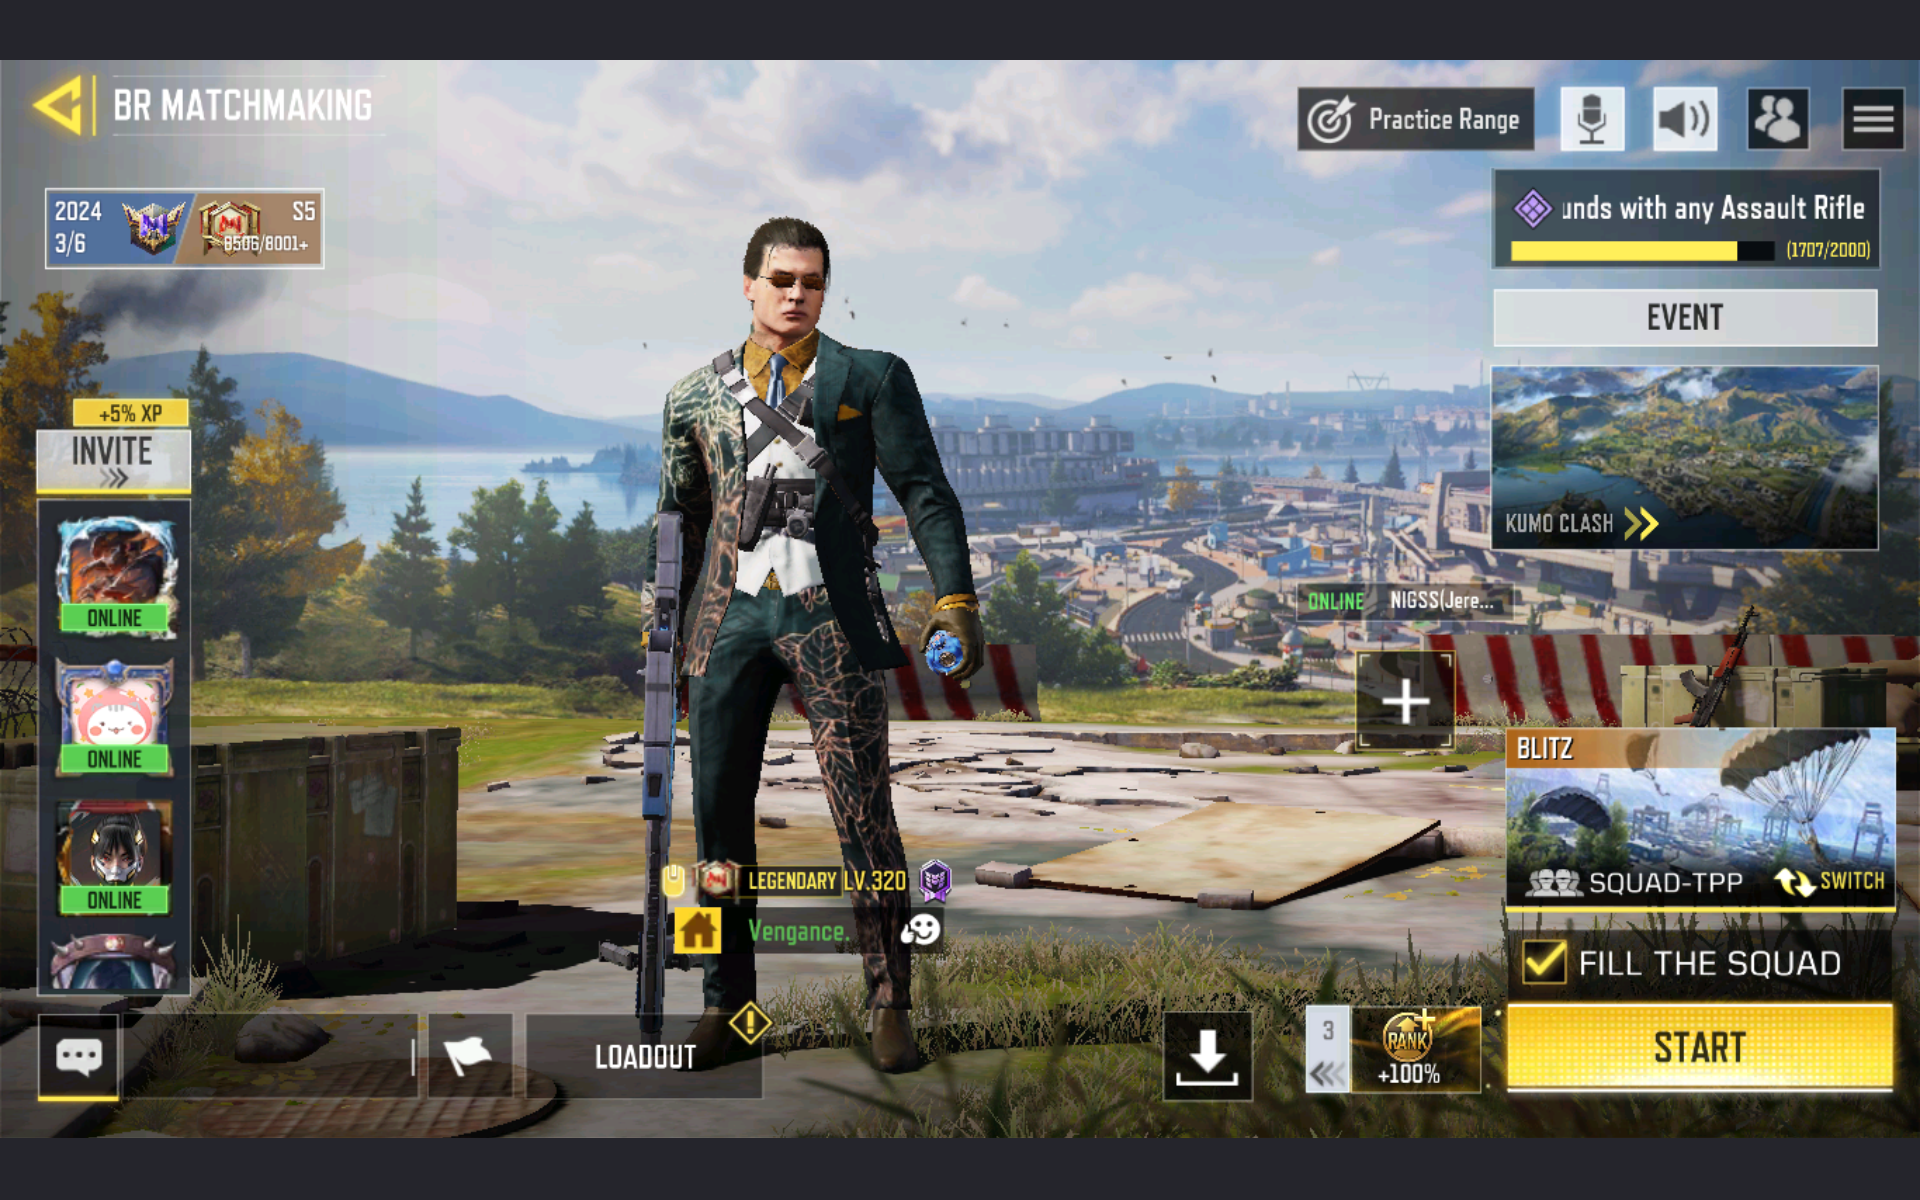 BR MATCHMAKING
Practice Range
2024
3/6
S5
8506/8001+
unds with any Assault Rifle
(1707/2000)
EVENT
KUMO CLASH
+5% XP
INVITE
ONLINE
ONLINE
ONLINE
ONLINE NIGSS(Jere...
BLITZ
SQUAD-TPP
SWITCH
LEGENDARY LV.320
Vengance.
FILL THE SQUAD
LOADOUT
3
RANK
+100%
START